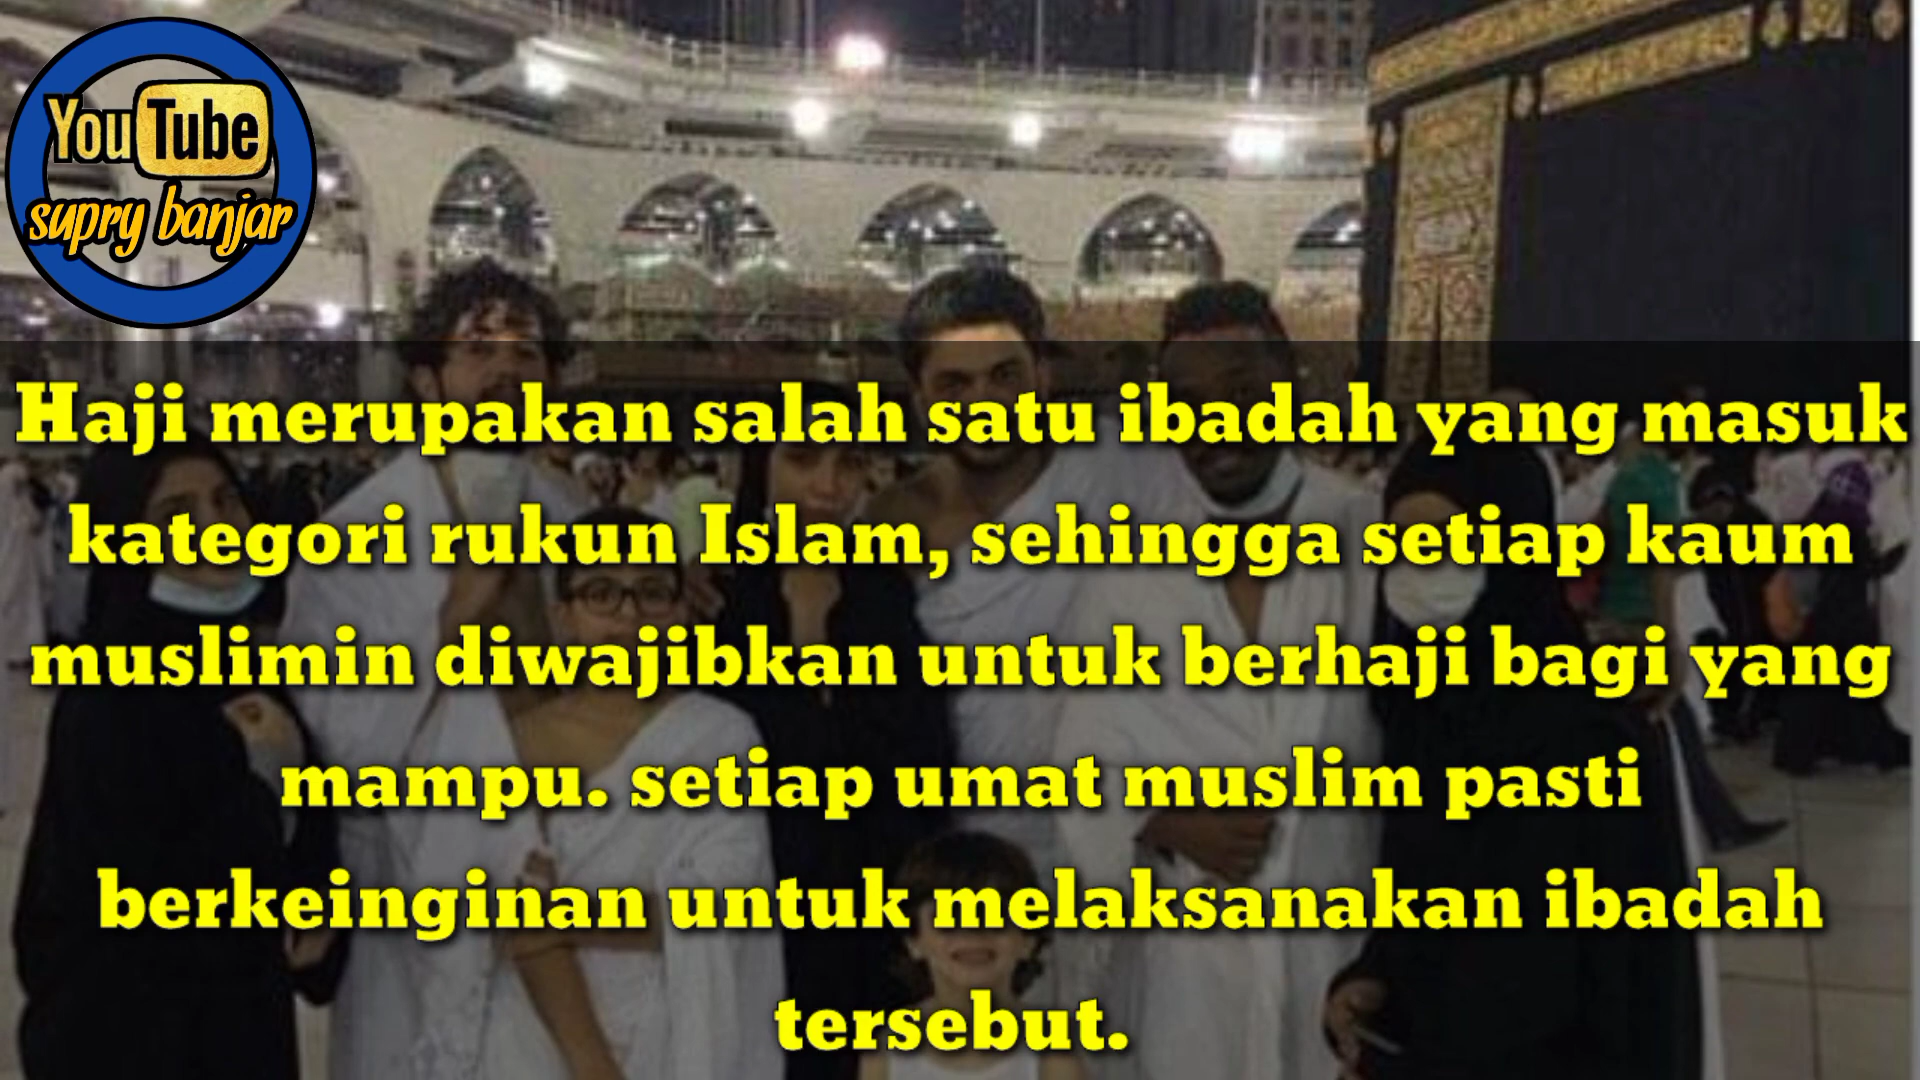 YouTube
supry banjar
Haji merupakan salah satu ibadah yang masuk
kategori rukun Islam, sehingga setiap kaum
muslimin diwajibkan untuk berhaji bagi yang
mampu. setiap umat muslim pasti
berkeinginan untuk melaksanakan ibadah
tersebut.